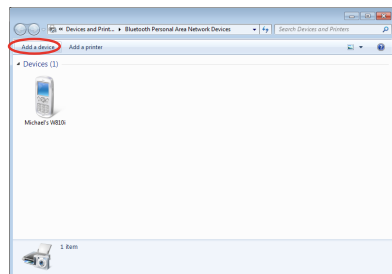 « Devices and Print... ▸ Bluetooth Personal Area Network Devices
Search Devices and Printers
Add a device Add a printer
Devices (1)
Michael's W810i
1 item